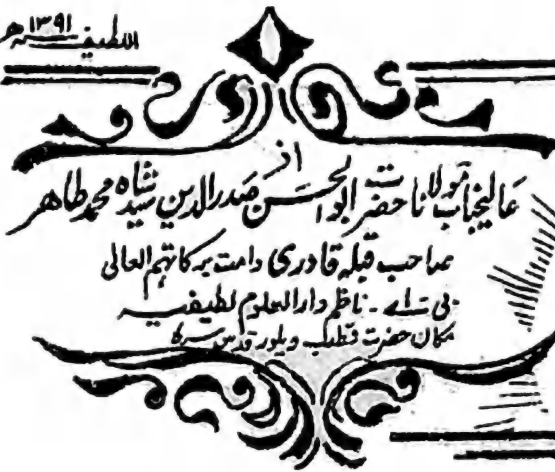 اللطیف ۱۳۹۱ھ
از
عالیجناب مولانا حضرت ابوالحسن صدرالدین سید شاہ محمد طاہر
صاحب قبلہ قادری دامت برکاتہم العالی
بی اے ۔ ناظم دارالعلوم لطیفیہ
مکان حضرت قطب ویلور قدس سرہ